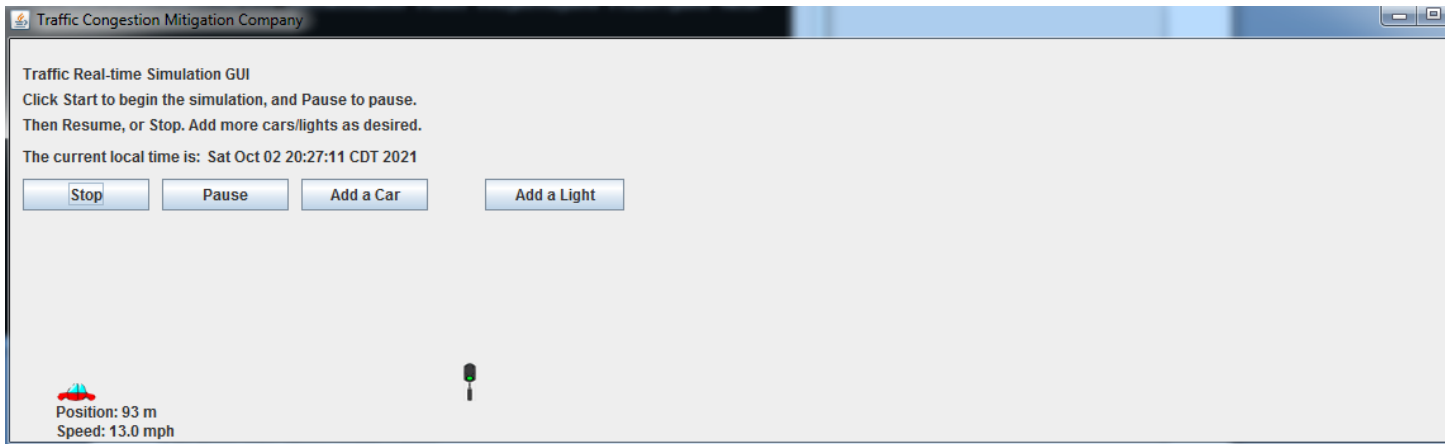 Traffic Congestion Mitigation Company
Traffic Real-time Simulation GUI
Click Start to begin the simulation, and Pause to pause.
Then Resume, or Stop. Add more cars/lights as desired.
The current local time is: Sat Oct 02 20:27:11 CDT 2021
Stop Pause Add a Car Add a Light
Position: 93 m
Speed: 13.0 mph